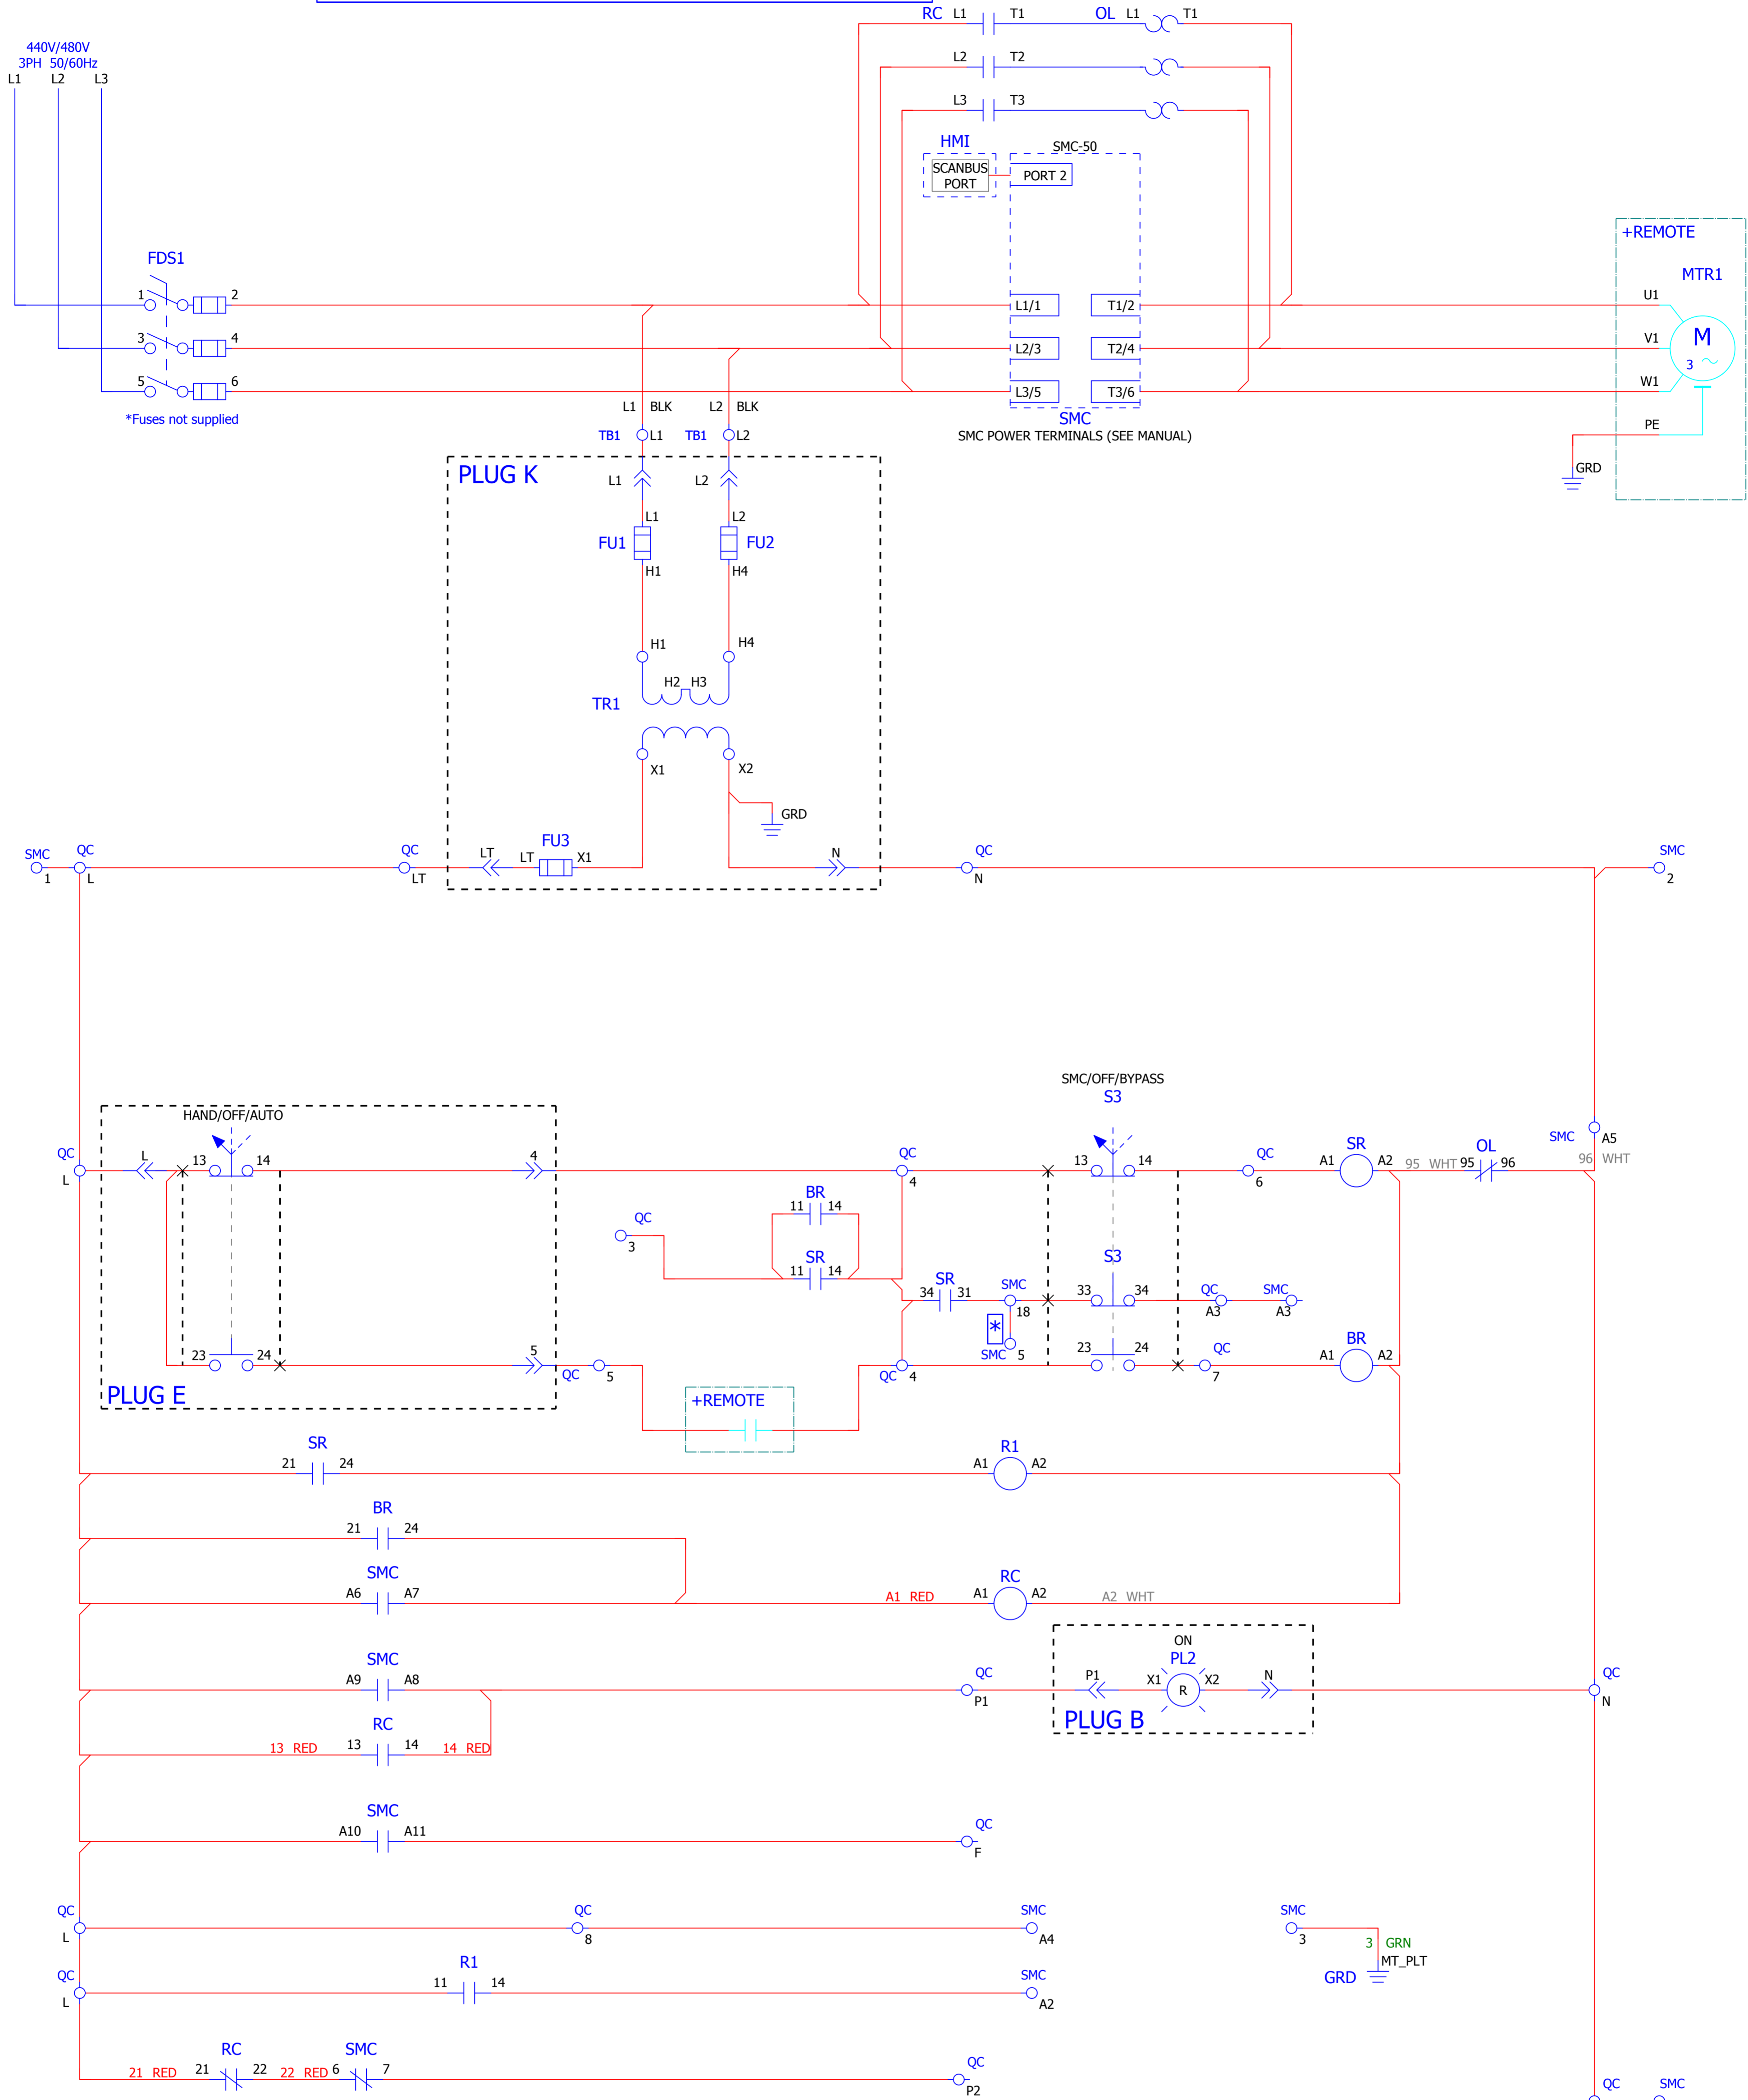 RC L1 T1 OL L1 T1
440V/480V
3PH 50/60Hz
L1 L2 L3
L2 T2
L3 T3
HMI
SMC-50
SCANBUS
PORT
PORT 2
+REMOTE
FDS1
MTR1
1 2
L1/1 T1/2
U1
3 4
L2/3 T2/4
V1
M
3
5 6
L3/5 T3/6
W1
*Fuses not supplied
L1 BLK L2 BLK
SMC
PE
TB1 L1 TB1 L2
SMC POWER TERMINALS (SEE MANUAL)
PLUG K
L1 L2
GRD
L1 L2
FU1 FU2
H1 H4
H1 H4
H2 H3
TR1
X1 X2
GRD
SMC QC QC FU3 QC SMC
LT LT X1 N
1 L LT N 2
SMC/OFF/BYPASS
S3
HAND/OFF/AUTO
QC L 13 14 4 QC 13 14 QC SR OL SMC A5
A1 A2 95 WHT 95 96 96 WHT
L 4 6
BR
11 14
QC
3
SR
11 14
S3
SR SMC
34 31 33 34 QC SMC
18 A3 A3
*
SMC 5
23 24 5 23 24 QC BR
A1 A2
QC 5 QC 4 7
PLUG E
+REMOTE
SR R1
21 24 A1 A2
BR
21 24
SMC RC
A6 A7 A1 RED A1 A2 A2 WHT
ON
SMC PL2
A9 A8 QC P1 X1 R X2 N QC
P1 N
PLUG B
RC
13 RED 13 14 14 RED
SMC
A10 A11 QC
F
QC QC SMC SMC
L 8 A4 3
3 GRN
MT_PLT
GRD
QC R1 SMC
11 14
L A2
RC SMC
21 RED 21 22 22 RED 6 7 QC
P2
QC SMC